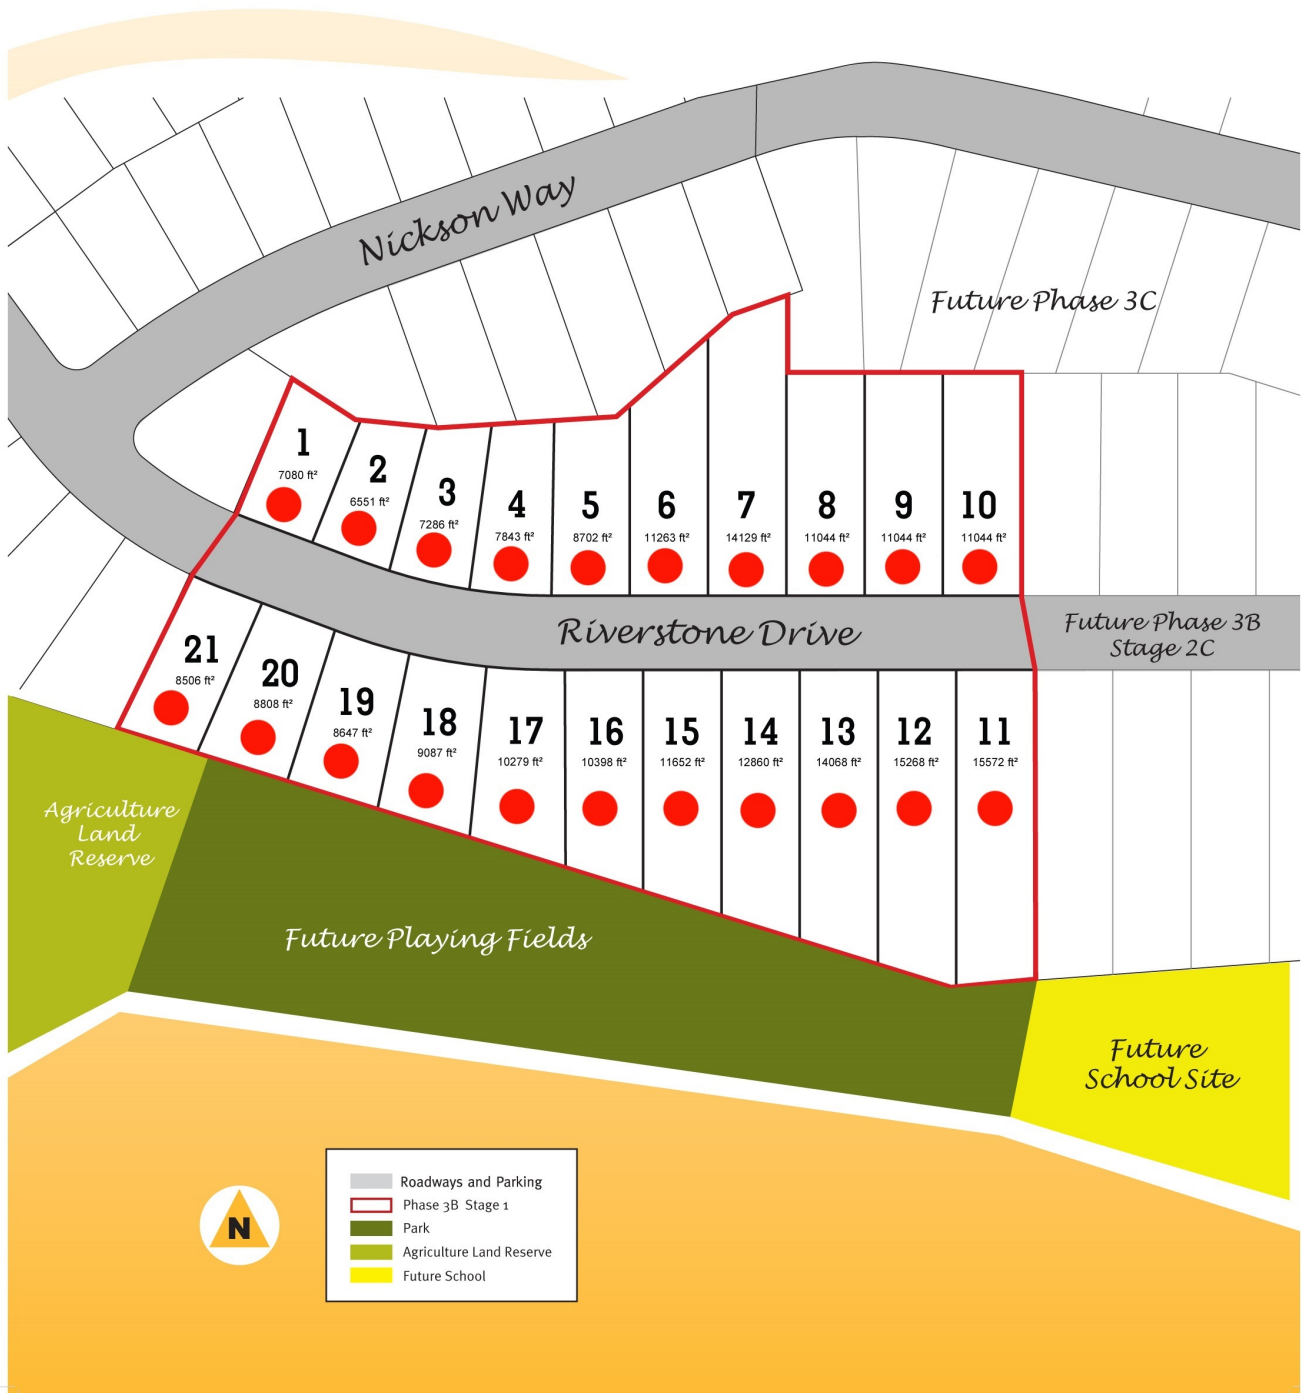 Nickson Way
Future Phase 3C
1
7080 ft²
2
6551 ft²
3
7286 ft²
4
7843 ft²
5
8702 ft²
6
11263 ft²
7
14129 ft²
8
11044 ft²
9
11044 ft²
10
11044 ft²
Riverstone Drive
Future Phase 3B
Stage 2C
21
8506 ft²
20
8808 ft²
19
8647 ft²
18
9087 ft²
17
10279 ft²
16
10398 ft²
15
11652 ft²
14
12860 ft²
13
14068 ft²
12
15268 ft²
11
15572 ft²
Agriculture
Land
Reserve
Future Playing Fields
Future
School Site
N
Roadways and Parking
Phase 3B Stage 1
Park
Agriculture Land Reserve
Future School